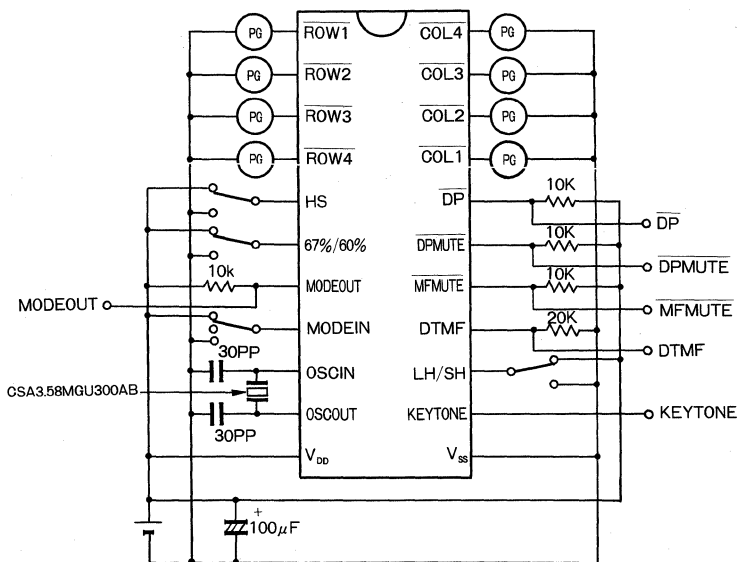 PG ROW1 COL4 PG
PG ROW2 COL3 PG
PG ROW3 COL2 PG
PG ROW4 COL1 PG
HS DP 10K
DP
67%/60% DPMUTE 10K
DPMUTE
10k MODEOUT MFMUTE 10K
MODEOUT MFMUTE
MODEIN DTMF 20K
DTMF
30PP
OSCIN LH/SH
CSA3.58MGU300AB
OSCOUT KEYTONE KEYTONE
30PP
VDD VSS
+
100μF